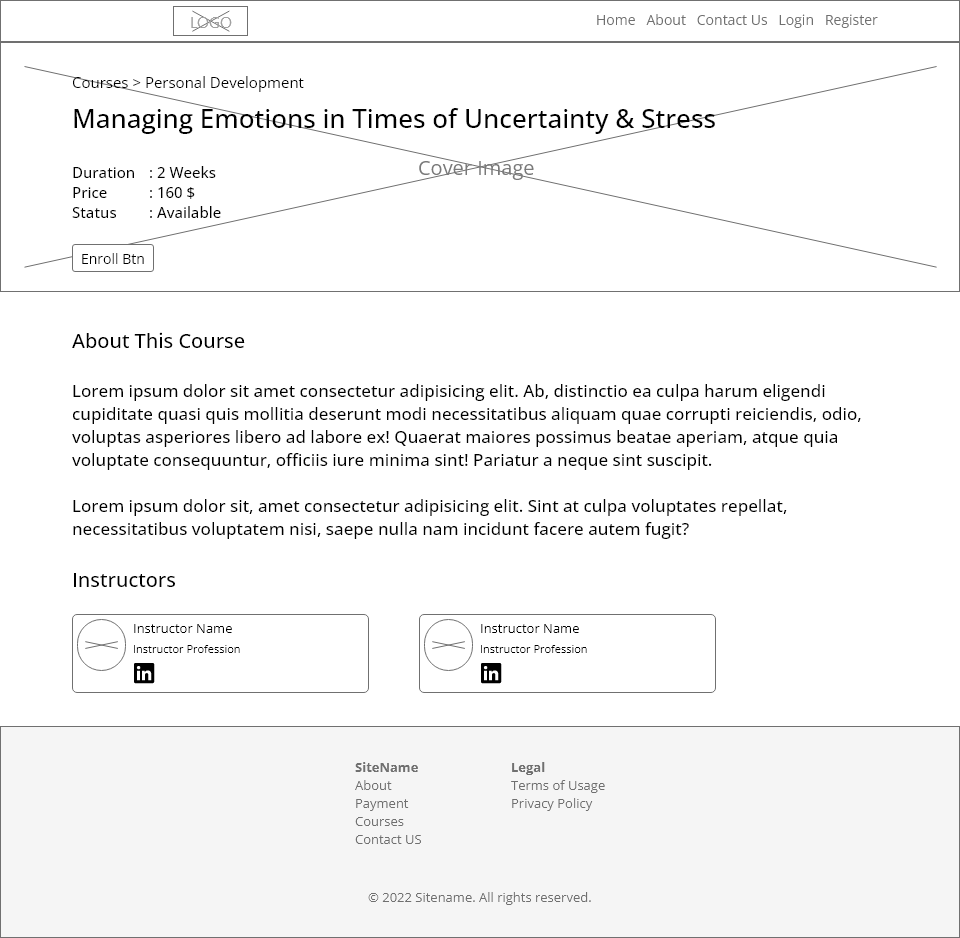 LOGO
Home About Contact Us Login Register
Courses > Personal Development
Managing Emotions in Times of Uncertainty & Stress
Cover Image
Duration : 2 Weeks
Price : 160 $
Status : Available
Enroll Btn
About This Course
Lorem ipsum dolor sit amet consectetur adipisicing elit. Ab, distinctio ea culpa harum eligendi
cupiditate quasi quis mollitia deserunt modi necessitatibus aliquam quae corrupti reiciendis, odio,
voluptas asperiores libero ad labore ex! Quaerat maiores possimus beatae aperiam, atque quia
voluptate consequuntur, officiis iure minima sint! Pariatur a neque sint suscipit.
Lorem ipsum dolor sit, amet consectetur adipisicing elit. Sint at culpa voluptates repellat,
necessitatibus voluptatem nisi, saepe nulla nam incidunt facere autem fugit?
Instructors
Instructor Name
Instructor Profession
in
Instructor Name
Instructor Profession
in
SiteName
About
Payment
Courses
Contact US
Legal
Terms of Usage
Privacy Policy
© 2022 Sitename. All rights reserved.